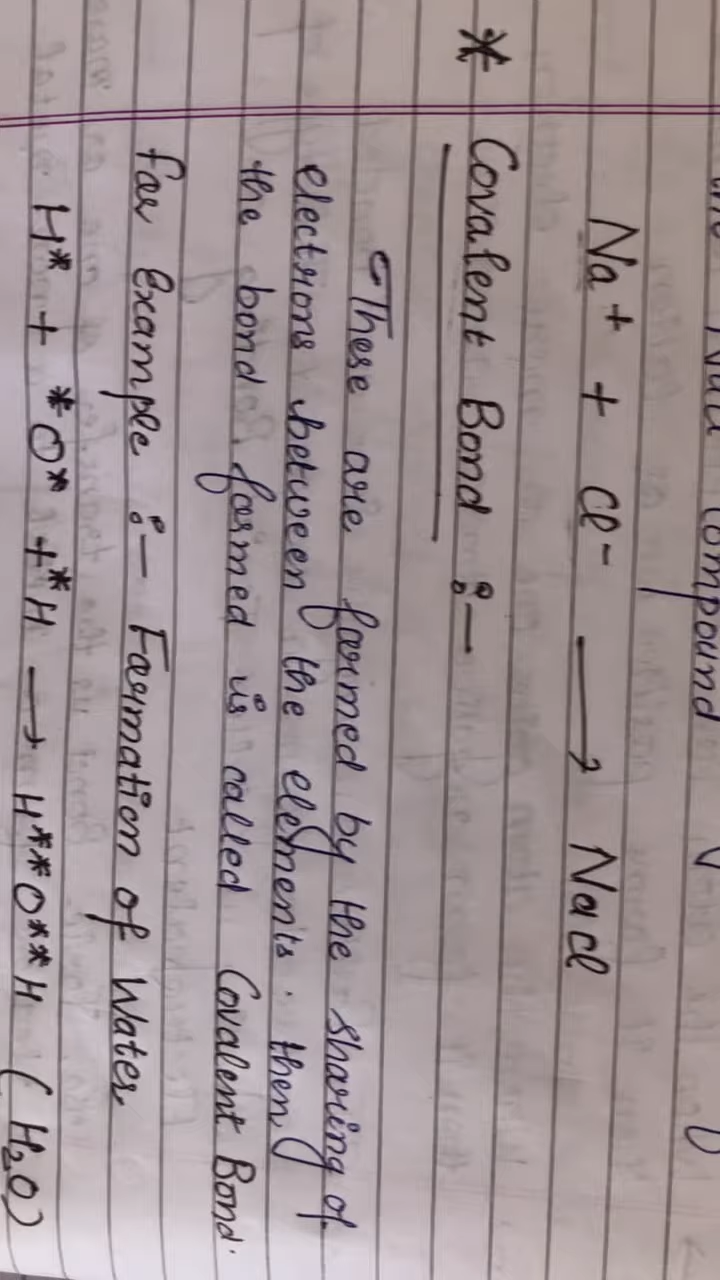 compound
Na⁺ + Cl⁻ ⟶ NaCl
* Covalent Bond :-
These are formed by the sharing of
electrons between the elements. then
the bond formed is called Covalent Bond.
for Example :- Formation of Water
H* + *O* + *H ⟶ H**O**H (H₂O)